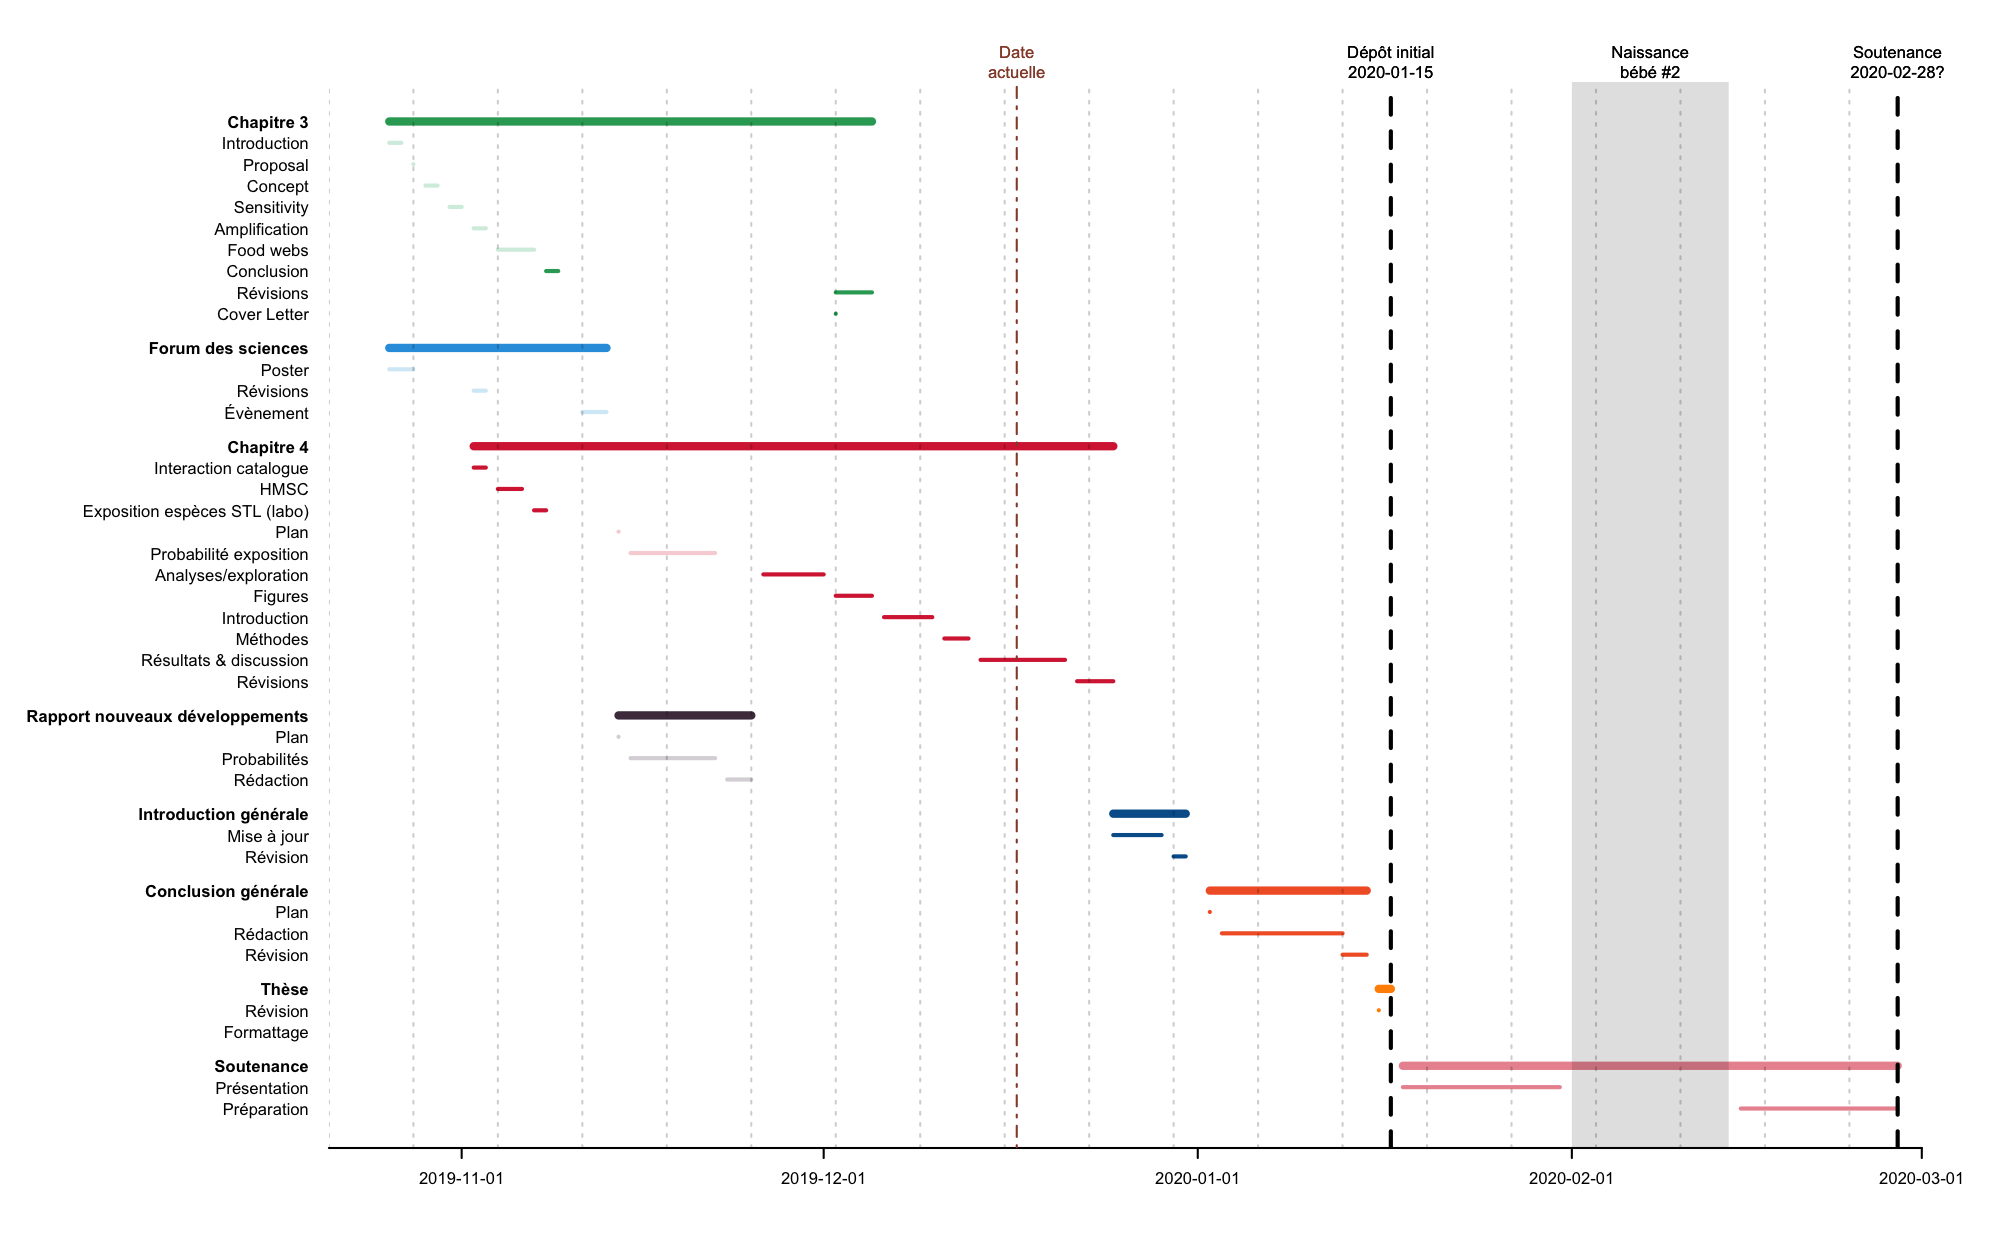 Date
actuelle
Dépôt initial
2020-01-15
Naissance
bébé #2
Soutenance
2020-02-28?
Chapitre 3
Introduction
Proposal
Concept
Sensitivity
Amplification
Food webs
Conclusion
Révisions
Cover Letter
Forum des sciences
Poster
Révisions
Évènement
Chapitre 4
Interaction catalogue
HMSC
Exposition espèces STL (labo)
Plan
Probabilité exposition
Analyses/exploration
Figures
Introduction
Méthodes
Résultats & discussion
Révisions
Rapport nouveaux développements
Plan
Probabilités
Rédaction
Introduction générale
Mise à jour
Révision
Conclusion générale
Plan
Rédaction
Révision
Thèse
Révision
Formattage
Soutenance
Présentation
Préparation
2019-11-01
2019-12-01
2020-01-01
2020-02-01
2020-03-01